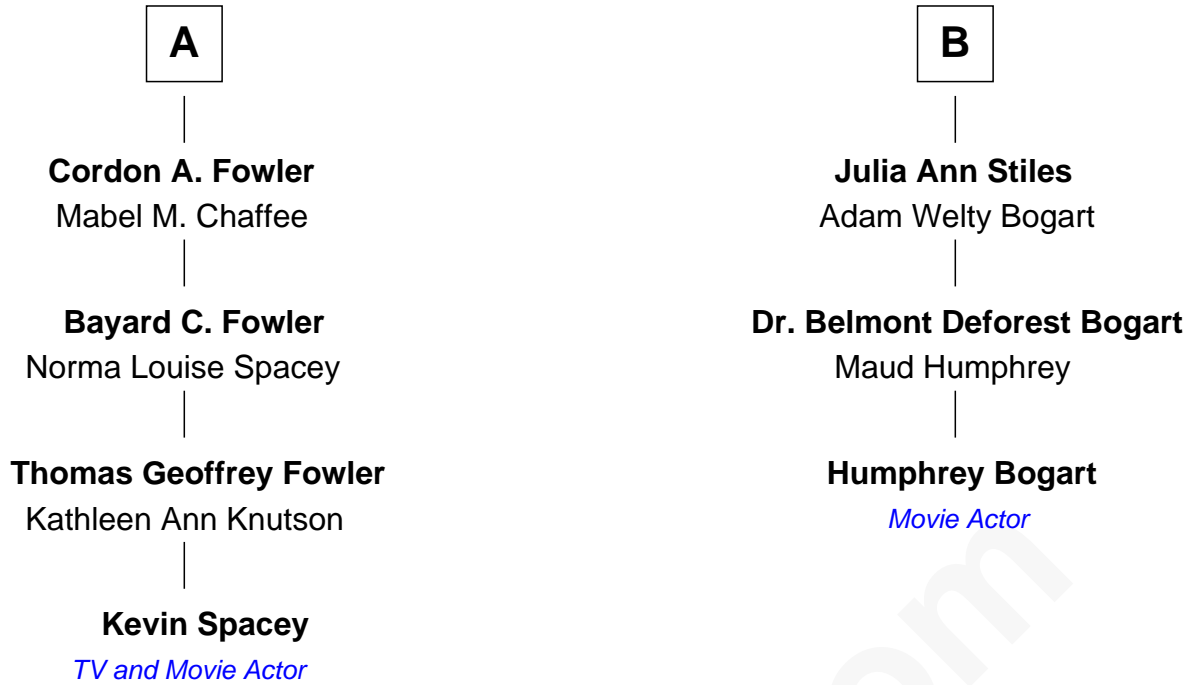 A
Cordon A. Fowler
Mabel M. Chaffee
Bayard C. Fowler
Norma Louise Spacey
Thomas Geoffrey Fowler
Kathleen Ann Knutson
Kevin Spacey
TV and Movie Actor
B
Julia Ann Stiles
Adam Welty Bogart
Dr. Belmont Deforest Bogart
Maud Humphrey
Humphrey Bogart
Movie Actor
om